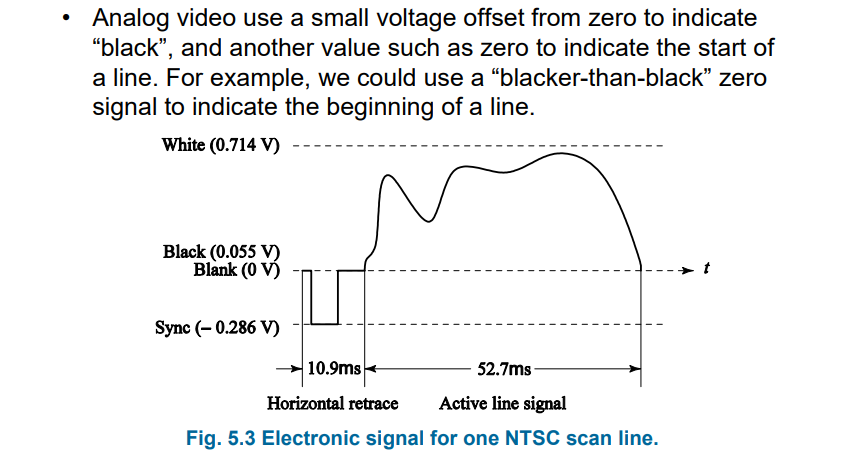 • Analog video use a small voltage offset from zero to indicate
“black”, and another value such as zero to indicate the start of
a line. For example, we could use a “blacker-than-black” zero
signal to indicate the beginning of a line.
White (0.714 V)
Black (0.055 V)
Blank (0 V)
t
Sync (– 0.286 V)
10.9ms
52.7ms
Horizontal retrace
Active line signal
Fig. 5.3 Electronic signal for one NTSC scan line.